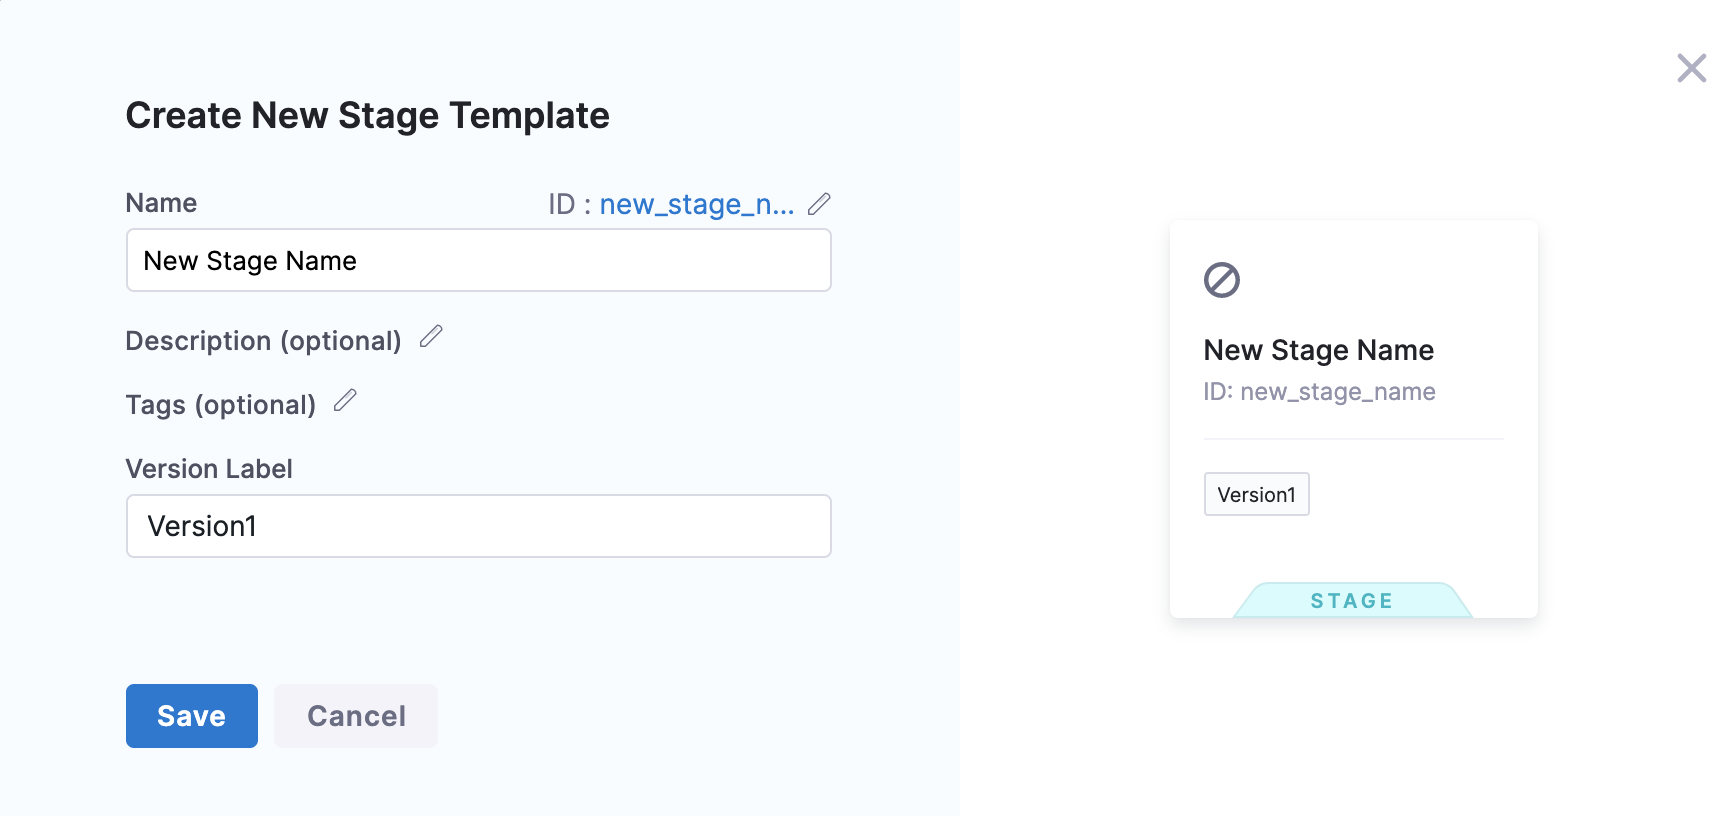 Create New Stage Template
Name
ID : new_stage_n...
New Stage Name
Description (optional)
Tags (optional)
Version Label
Version1
Save
Cancel
New Stage Name
ID: new_stage_name
Version1
STAGE